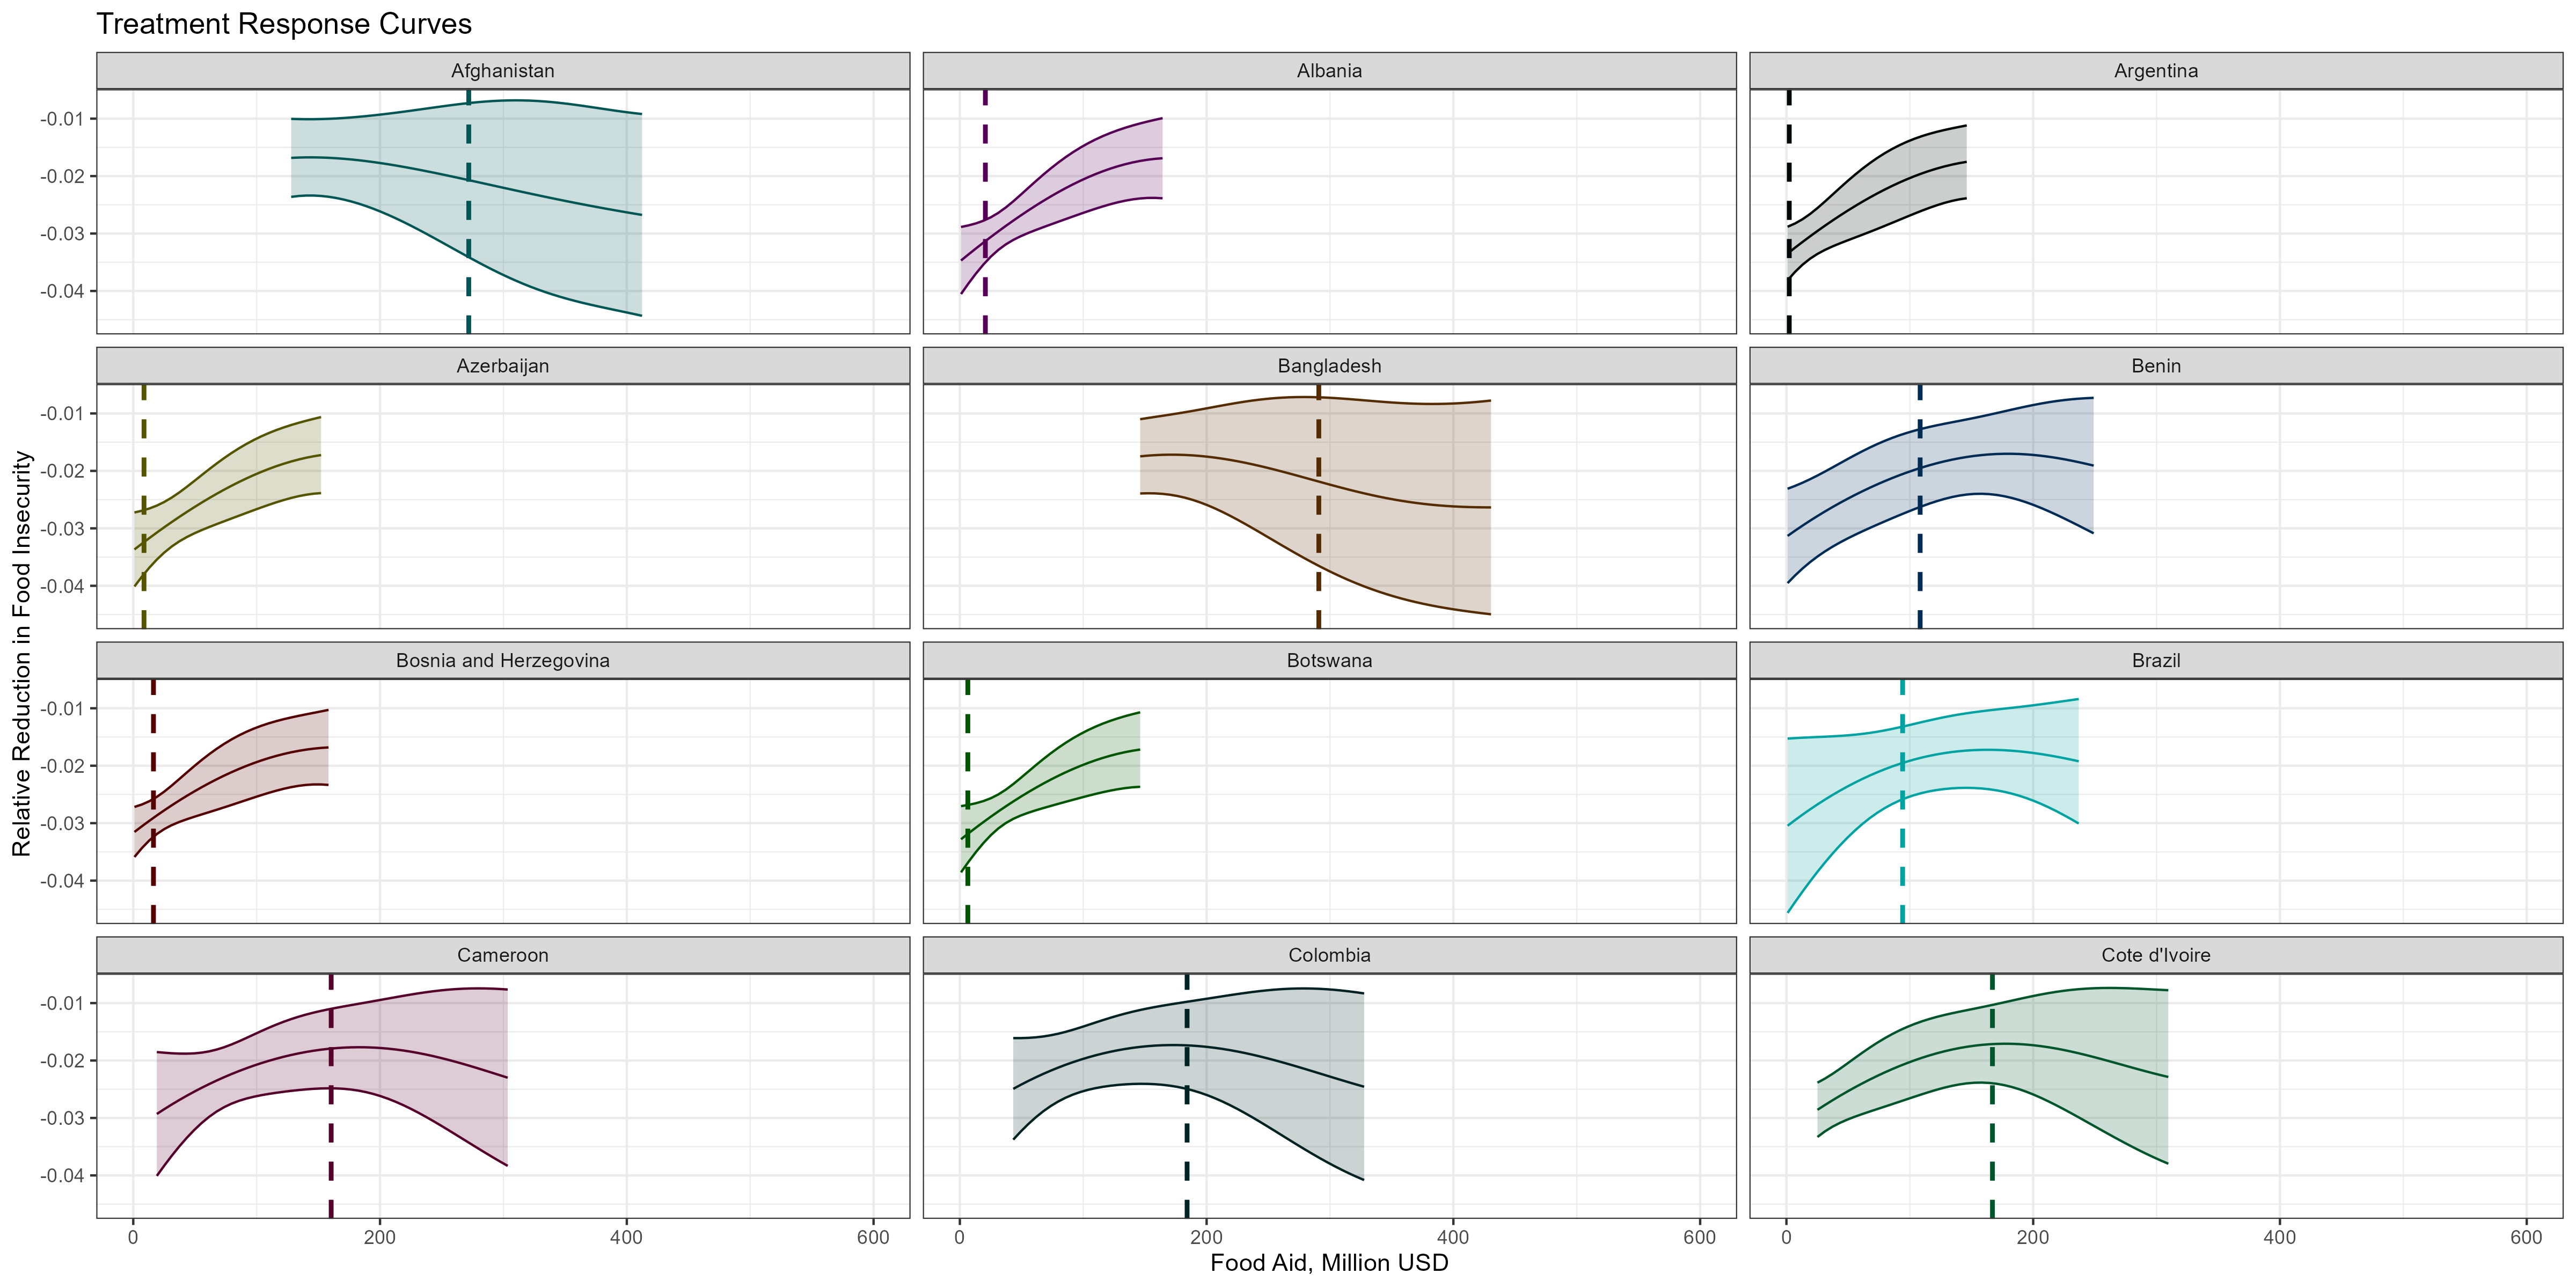 Treatment Response Curves
Afghanistan
Albania
Argentina
-0.01
-0.02
-0.03
-0.04
Azerbaijan
Bangladesh
Benin
-0.01
-0.02
-0.03
-0.04
Bosnia and Herzegovina
Botswana
Brazil
-0.01
-0.02
-0.03
-0.04
Cameroon
Colombia
Cote d'Ivoire
-0.01
-0.02
-0.03
-0.04
0 200 400 600
0 200 400 600
0 200 400 600
Relative Reduction in Food Insecurity
Food Aid, Million USD